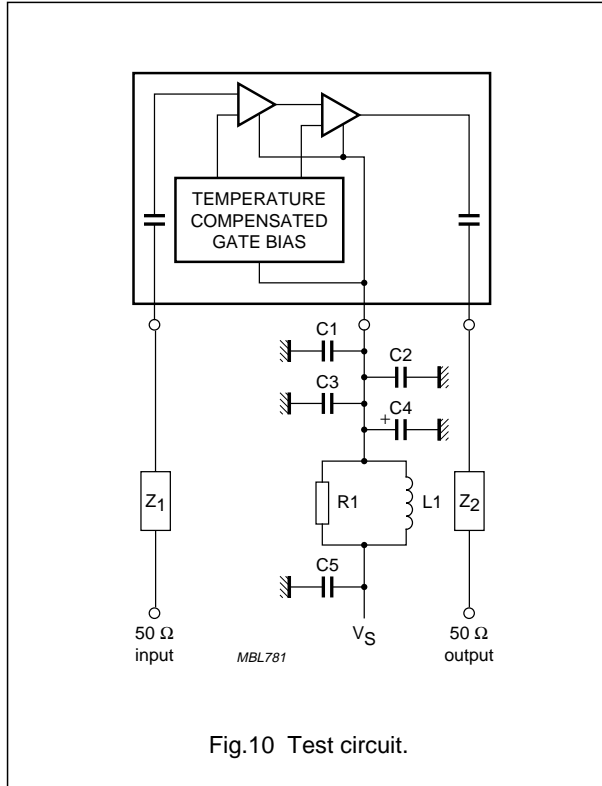 TEMPERATURE
COMPENSATED
GATE BIAS
C1
C2
C3
+
C4
Z1
R1
L1
Z2
C5
50 Ω
input
MBL781
VS
50 Ω
output
Fig.10 Test circuit.